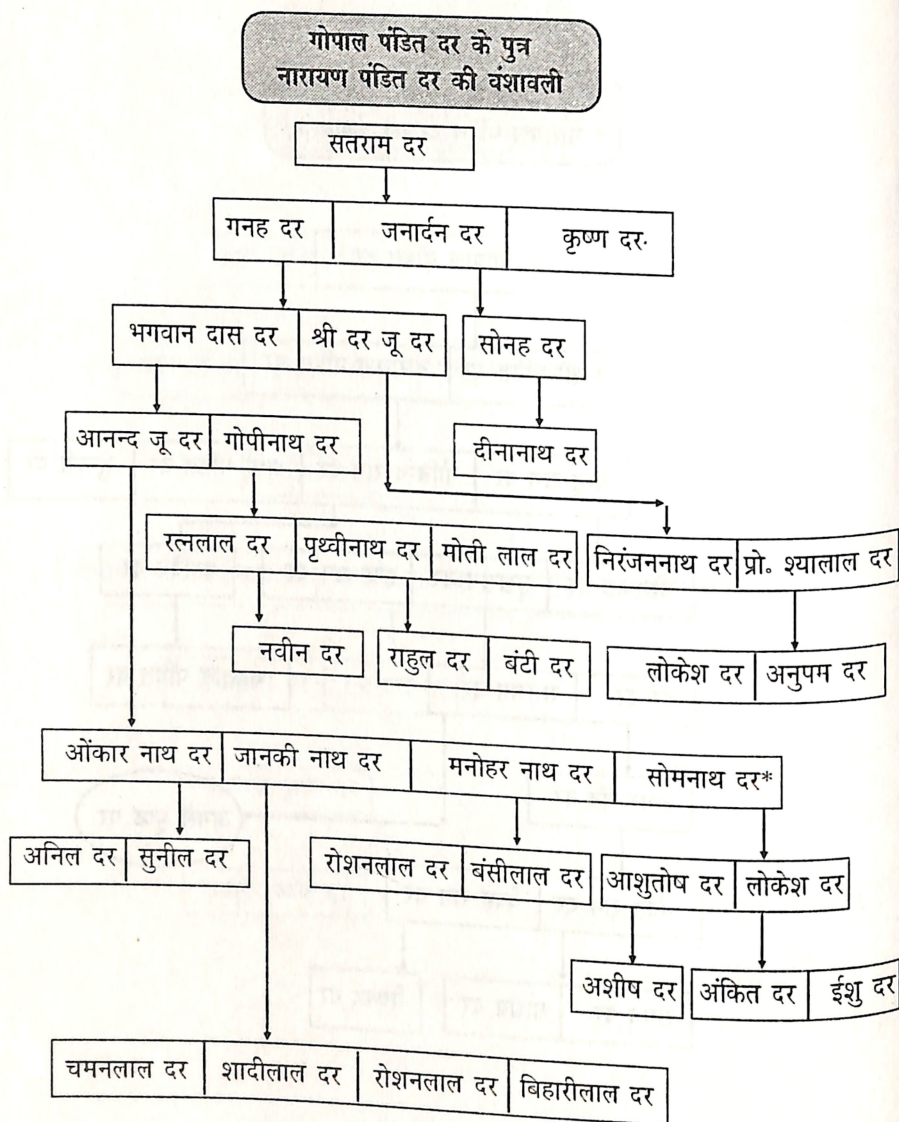 गोपाल पंडित दर के पुत्र
नारायण पंडित दर की वंशावली
सतराम दर
गनह दर जनार्दन दर कृष्ण दर
भगवान दास दर श्री दर जू दर सोनह दर
आनन्द जू दर गोपीनाथ दर दीनानाथ दर
रत्नलाल दर पृथ्वीनाथ दर मोती लाल दर निरंजननाथ दर प्रो० श्यालाल दर
नवीन दर राहुल दर बंटी दर लोकेश दर अनुपम दर
ओंकार नाथ दर जानकी नाथ दर मनोहर नाथ दर सोमनाथ दर*
अनिल दर सुनील दर रोशनलाल दर बंसीलाल दर आशुतोष दर लोकेश दर
अशीष दर अंकित दर ईशु दर
चमनलाल दर शादीलाल दर रोशनलाल दर बिहारीलाल दर